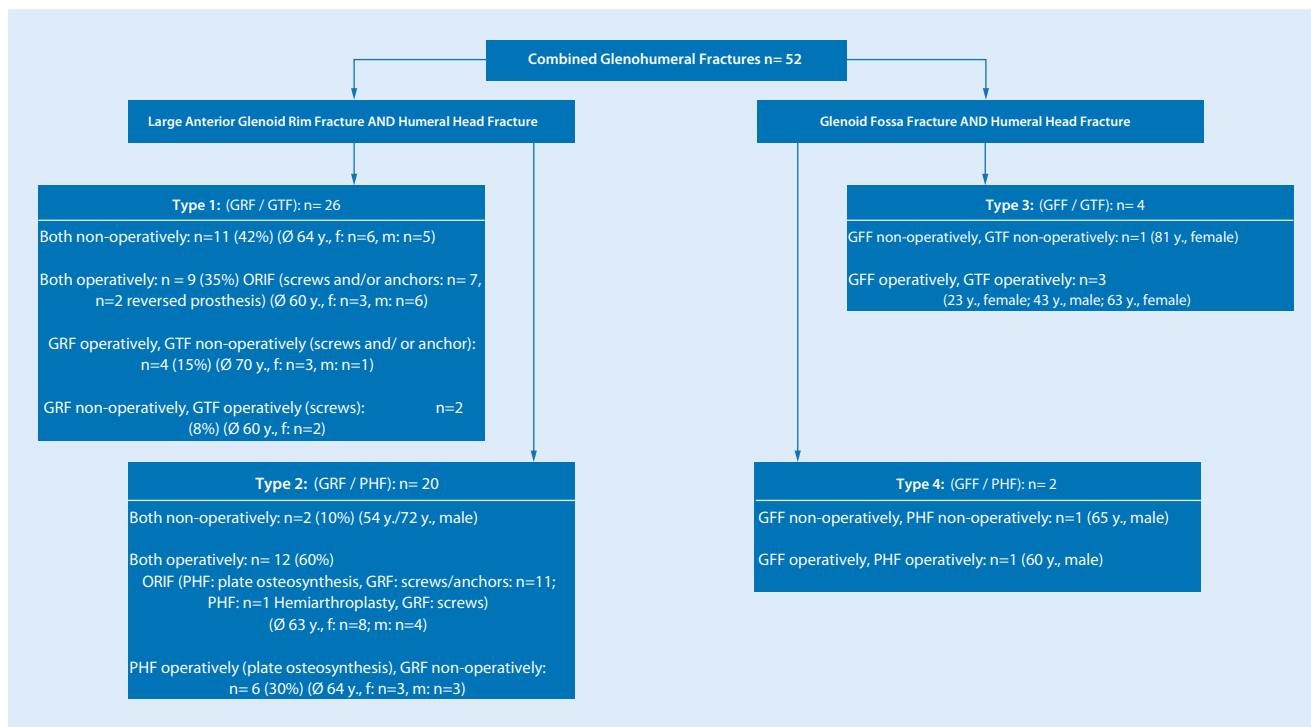 Combined Glenohumeral Fractures n= 52
Large Anterior Glenoid Rim Fracture AND Humeral Head Fracture
Glenoid Fossa Fracture AND Humeral Head Fracture
Type 1: (GRF / GTF): n= 26
Both non-operatively: n=11 (42%) (Ø 64 y., f: n=6, m: n=5)
Both operatively: n = 9 (35%) ORIF (screws and/or anchors: n= 7,
n=2 reversed prosthesis) (Ø 60 y., f: n=3, m: n=6)
GRF operatively, GTF non-operatively (screws and/ or anchor):
n=4 (15%) (Ø 70 y., f: n=3, m: n=1)
GRF non-operatively, GTF operatively (screws): n=2
(8%) (Ø 60 y., f: n=2)
Type 3: (GFF / GTF): n= 4
GFF non-operatively, GTF non-operatively: n=1 (81 y., female)
GFF operatively, GTF operatively: n=3
(23 y., female; 43 y., male; 63 y., female)
Type 2: (GRF / PHF): n= 20
Both non-operatively: n=2 (10%) (54 y./72 y., male)
Both operatively: n= 12 (60%)
ORIF (PHF: plate osteosynthesis, GRF: screws/anchors: n=11;
PHF: n=1 Hemiarthroplasty, GRF: screws)
(Ø 63 y., f: n=8; m: n=4)
PHF operatively (plate osteosynthesis), GRF non-operatively:
n= 6 (30%) (Ø 64 y., f: n=3, m: n=3)
Type 4: (GFF / PHF): n= 2
GFF non-operatively, PHF non-operatively: n=1 (65 y., male)
GFF operatively, PHF operatively: n=1 (60 y., male)